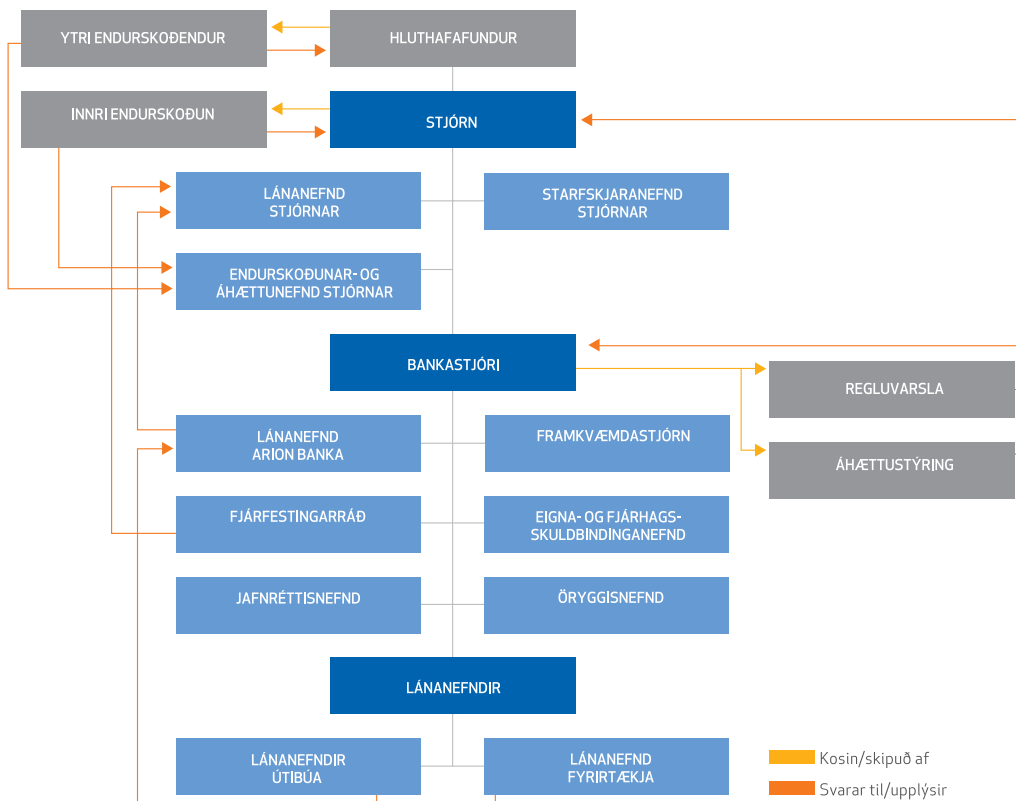 YTRI ENDURSKOÐENDUR
HLUTHAFAFUNDUR
INNRI ENDURSKOÐUN
STJÓRN
LÁNANEFND
STJÓRNAR
STARFSKJARANEFND
STJÓRNAR
ENDURSKOÐUNAR- OG
ÁHÆTTUNEFND STJÓRNAR
BANKASTJÓRI
REGLUVARSLA
LÁNANEFND
ARION BANKA
FRAMKVÆMDASTJÓRN
ÁHÆTTUSTÝRING
FJÁRFESTINGARRÁÐ
EIGNA- OG FJÁRHAGS-
SKULDBINDINGANEFND
JAFNRÉTTISNEFND
ÖRYGGISNEFND
LÁNANEFNDIR
LÁNANEFNDIR
ÚTIBÚA
LÁNANEFND
FYRIRTÆKJA
Kosin/skipuð af
Svarar til/upplýsir